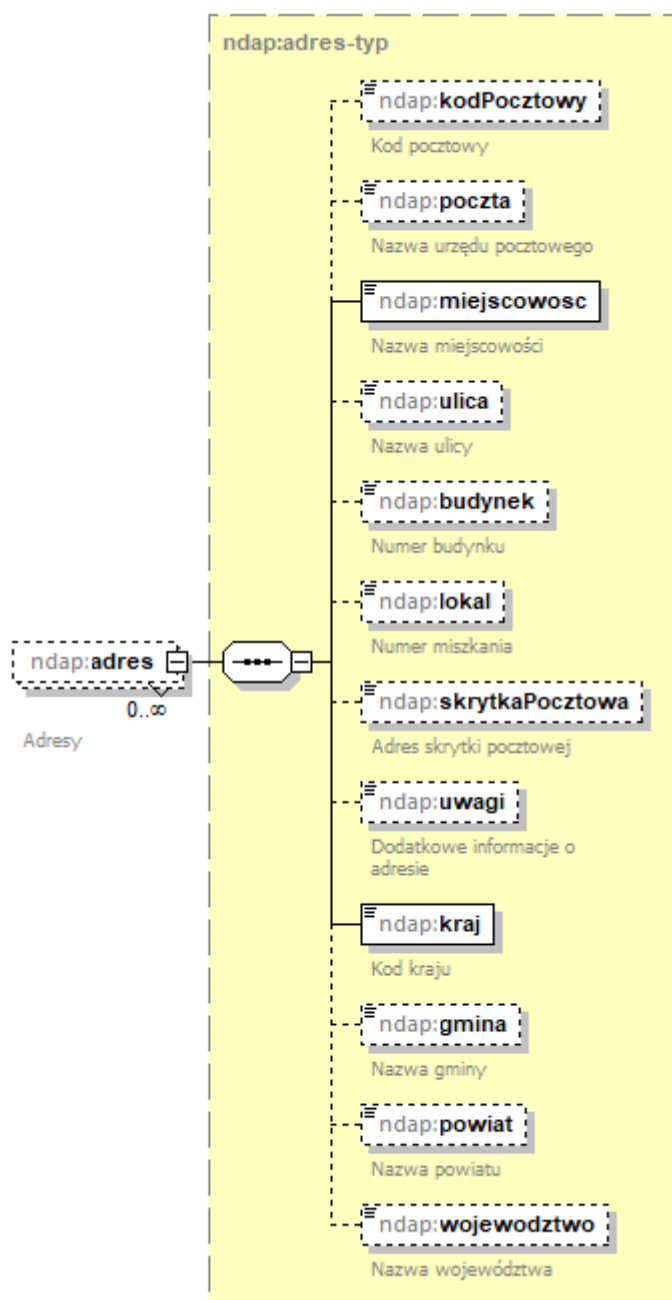 ndap:adres-typ
ndap:kodPocztowy
Kod pocztowy
ndap:poczta
Nazwa urzędu pocztowego
ndap:miejscowosc
Nazwa miejscowości
ndap:ulica
Nazwa ulicy
ndap:budynek
Numer budynku
ndap:lokal
Numer miszkania
ndap:adres
0..∞
Adresy
ndap:skrytkaPocztowa
Adres skrytki pocztowej
ndap:uwagi
Dodatkowe informacje o
adresie
ndap:kraj
Kod kraju
ndap:gmina
Nazwa gminy
ndap:powiat
Nazwa powiatu
ndap:wojewodztwo
Nazwa województwa